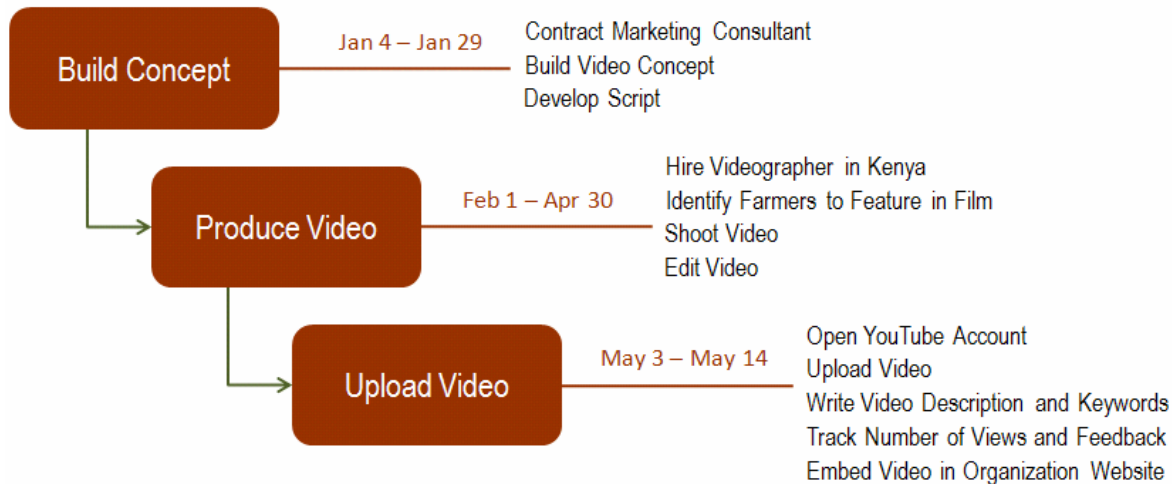 Build Concept
Jan 4 – Jan 29
Contract Marketing Consultant
Build Video Concept
Develop Script
Produce Video
Feb 1 – Apr 30
Hire Videographer in Kenya
Identify Farmers to Feature in Film
Shoot Video
Edit Video
Upload Video
May 3 – May 14
Open YouTube Account
Upload Video
Write Video Description and Keywords
Track Number of Views and Feedback
Embed Video in Organization Website